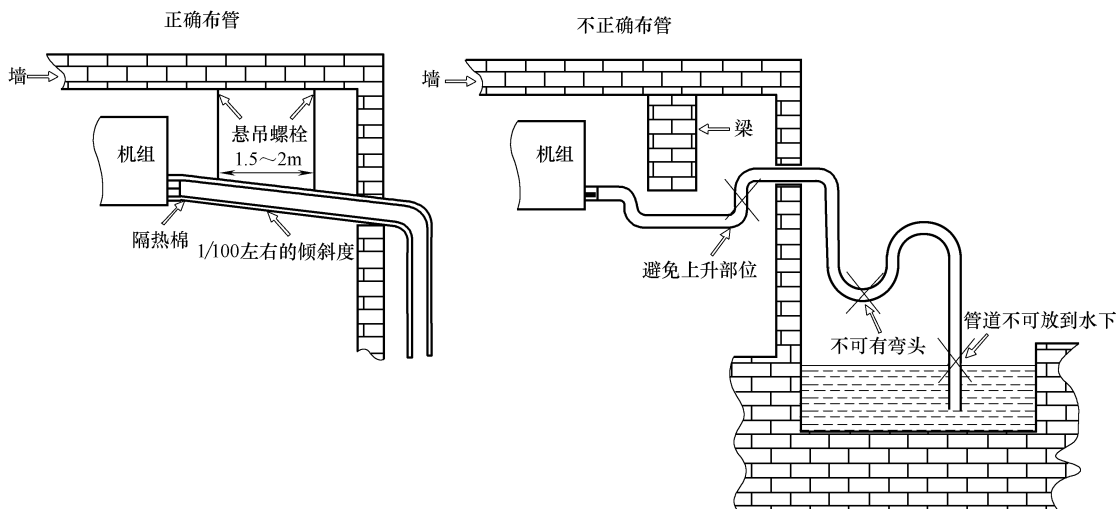 正确布管
墙
悬吊螺栓
1.5～2m
机组
隔热棉
1/100左右的倾斜度
不正确布管
墙
梁
机组
避免上升部位
不可有弯头
管道不可放到水下